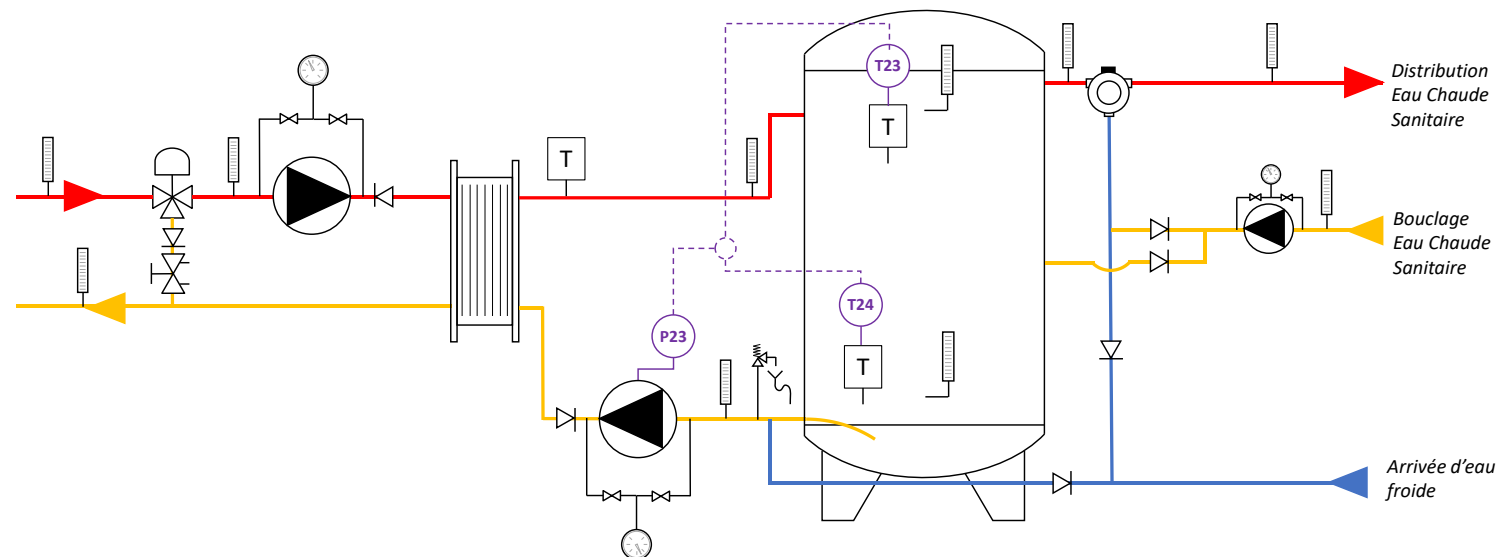 T23
T
Distribution
Eau Chaude
Sanitaire
T
Bouclage
Eau Chaude
Sanitaire
T24
P23
T
Arrivée d'eau
froide